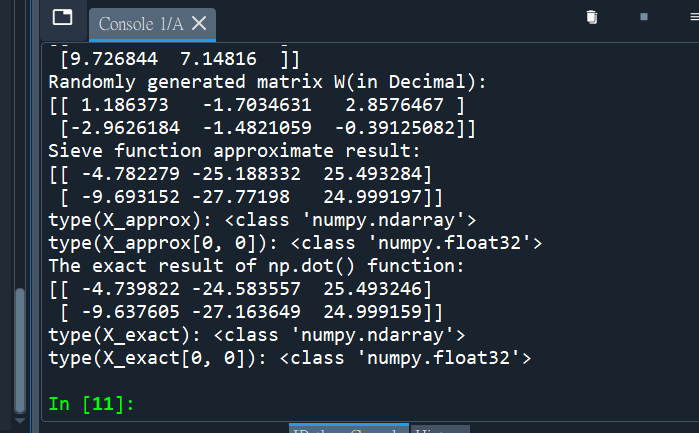 Console 1/A
[9.726844 7.14816 ]]
Randomly generated matrix W(in Decimal):
[[ 1.186373 -1.7034631 2.8576467 ]
[-2.9626184 -1.4821059 -0.39125082]]
Sieve function approximate result:
[[ -4.782279 -25.188332 25.493284]
[ -9.693152 -27.77198 24.999197]]
type(X_approx): <class 'numpy.ndarray'>
type(X_approx[0, 0]): <class 'numpy.float32'>
The exact result of np.dot() function:
[[ -4.739822 -24.583557 25.493246]
[ -9.637605 -27.163649 24.999159]]
type(X_exact): <class 'numpy.ndarray'>
type(X_exact[0, 0]): <class 'numpy.float32'>
In [11]: